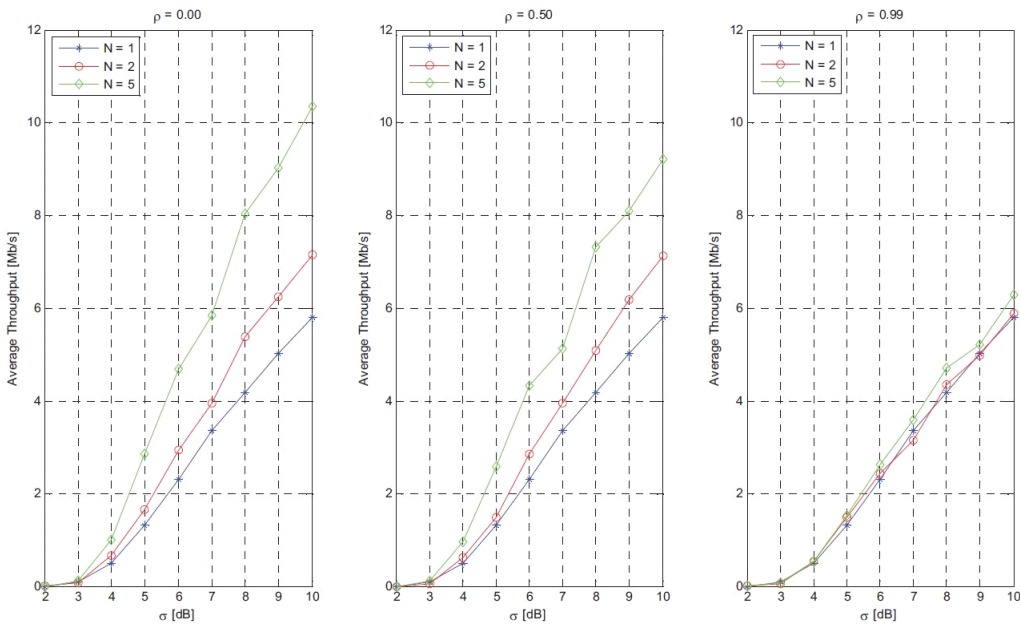 ρ = 0.00
12
10
8
6
4
2
0
Average Throughput [Mb/s]
N = 1
N = 2
N = 5
2 3 4 5 6 7 8 9 10
σ [dB]
ρ = 0.50
12
10
8
6
4
2
0
Average Throughput [Mb/s]
N = 1
N = 2
N = 5
2 3 4 5 6 7 8 9 10
σ [dB]
ρ = 0.99
12
10
8
6
4
2
0
Average Throughput [Mb/s]
N = 1
N = 2
N = 5
2 3 4 5 6 7 8 9 10
σ [dB]